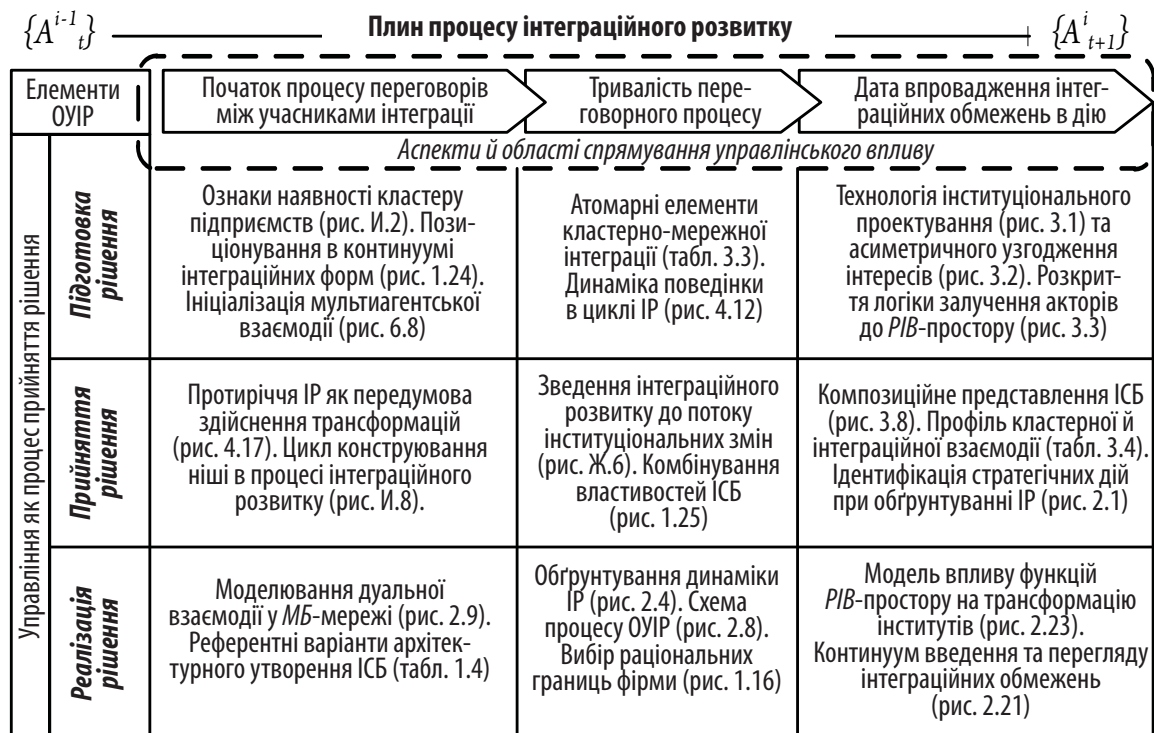 {A^{i-1}_t} Плин процесу інтеграційного розвитку {A^i_{t+1}}
Елементи
ОУІР
Початок процесу переговорів
між учасниками інтеграції
Тривалість пере-
говорного процесу
Дата впровадження інтег-
раційних обмежень в дію
Аспекти й області спрямування управлінського впливу
Управління як процес прийняття рішення
Підготовка
рішення
Ознаки наявності кластеру
підприємств (рис. И.2). Пози-
ціонування в континуумі
інтеграційних форм (рис. 1.24).
Ініціалізація мультиагентської
взаємодії (рис. 6.8)
Атомарні елементи
кластерно-мережної
інтеграції (табл. 3.3).
Динаміка поведінки
в циклі ІР (рис. 4.12)
Технологія інституціонального
проектування (рис. 3.1) та
асиметричного узгодження
інтересів (рис. 3.2). Розкрит-
тя логіки залучення акторів
до РІВ-простору (рис. 3.3)
Прийняття
рішення
Протиріччя ІР як передумова
здійснення трансформацій
(рис. 4.17). Цикл конструювання
ніші в процесі інтеграційного
розвитку (рис. И.8).
Зведення інтеграційного
розвитку до потоку
інституціональних змін
(рис. Ж.6). Комбінування
властивостей ІСБ
(рис. 1.25)
Композиційне представлення ІСБ
(рис. 3.8). Профіль кластерної й
інтеграційної взаємодії (табл. 3.4).
Ідентифікація стратегічних дій
при обґрунтуванні ІР (рис. 2.1)
Реалізація
рішення
Моделювання дуальної
взаємодії у МБ-мережі (рис. 2.9).
Референтні варіанти архітек-
турного утворення ІСБ (табл. 1.4)
Обґрунтування динаміки
ІР (рис. 2.4). Схема
процесу ОУІР (рис. 2.8).
Вибір раціональних
границь фірми (рис. 1.16)
Модель впливу функцій
РІВ-простору на трансформацію
інститутів (рис. 2.23).
Континуум введення та перегляду
інтеграційних обмежень
(рис. 2.21)